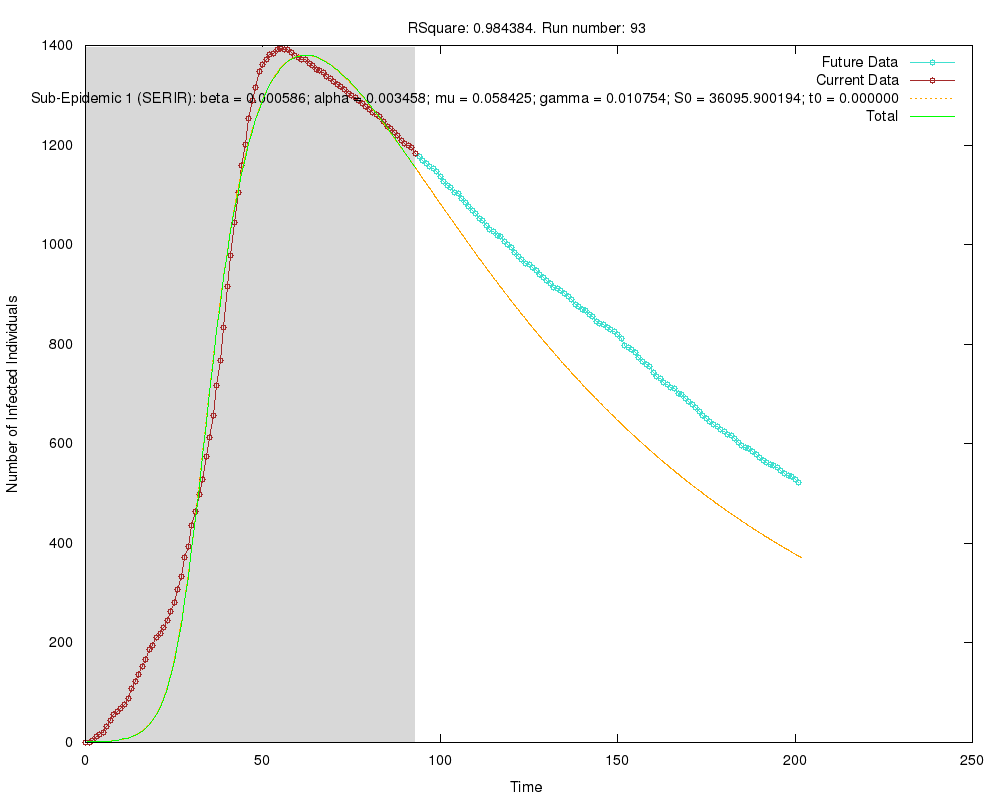 RSquare: 0.984384. Run number: 93
1400
1200
1000
800
600
400
200
0
Number of Infected Individuals
Future Data
Current Data
Sub-Epidemic 1 (SERIR): beta = 0.000586; alpha = 0.003458; mu = 0.058425; gamma = 0.010754; S0 = 36095.900194; t0 = 0.000000
Total
0 50 100 150 200 250
Time